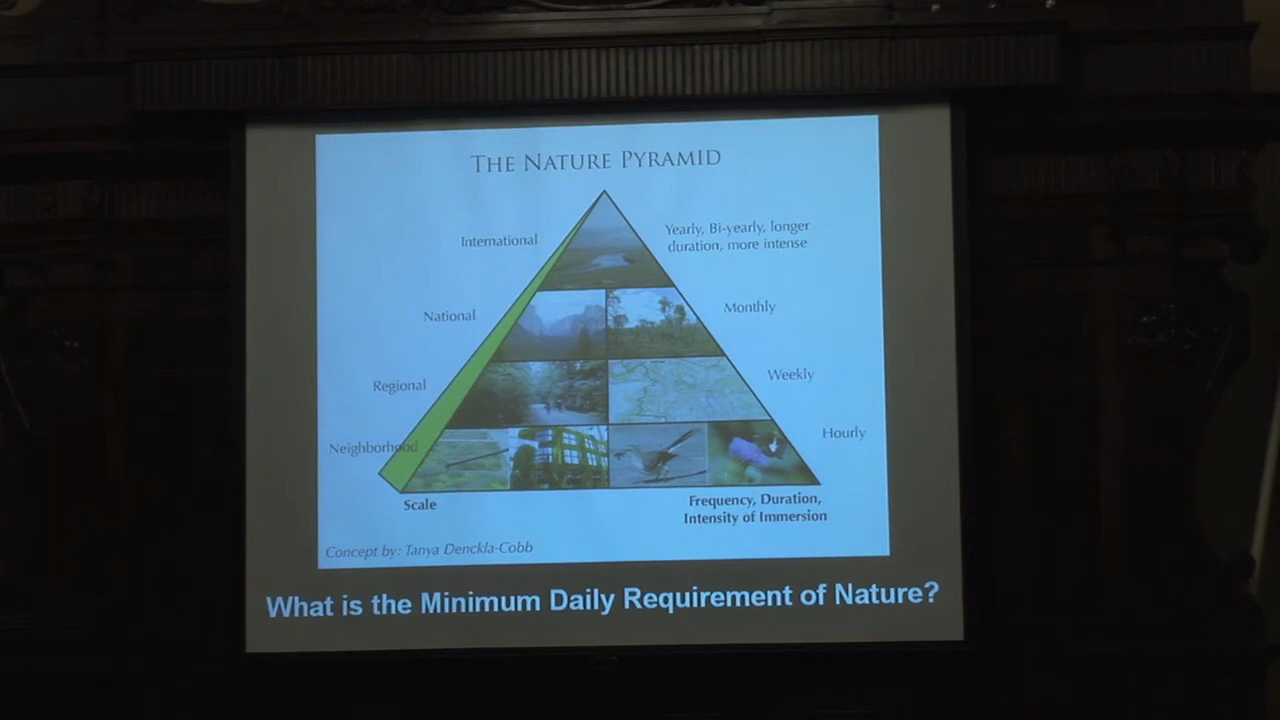 THE NATURE PYRAMID
International
Yearly, Bi-yearly, longer
duration, more intense
National
Monthly
Regional
Weekly
Neighborhood
Hourly
Scale
Frequency, Duration,
Intensity of Immersion
Concept by: Tanya Denckla-Cobb
What is the Minimum Daily Requirement of Nature?